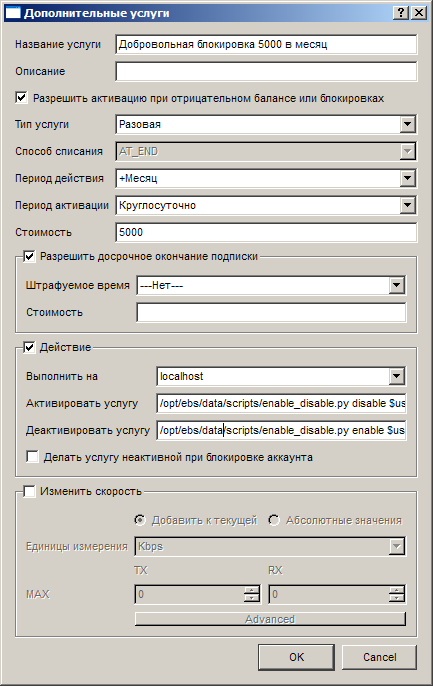 Дополнительные услуги
Название услуги Добровольная блокировка 5000 в месяц
Описание
Разрешить активацию при отрицательном балансе или блокировках
Тип услуги Разовая
Способ списания AT_END
Период действия +Месяц
Период активации Круглосуточно
Стоимость 5000
Разрешить досрочное окончание подписки
Штрафуемое время ---Нет---
Стоимость
Действие
Выполнить на localhost
Активировать услугу /opt/ebs/data/scripts/enable_disable.py disable $us
Деактивировать услугу /opt/ebs/data/scripts/enable_disable.py enable $us
Делать услугу неактивной при блокировке аккаунта
Изменить скорость
Добавить к текущей Абсолютные значения
Единицы измерения Kbps
TX RX
MAX 0 0
Advanced
OK Cancel